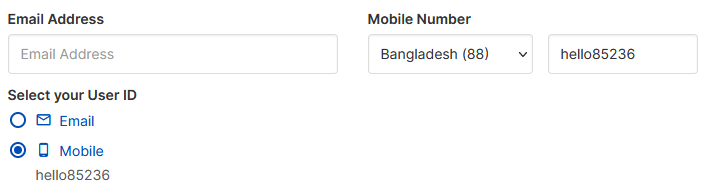 Email Address Mobile Number
Email Address Bangladesh (88) hello85236
Select your User ID
Email
Mobile
hello85236